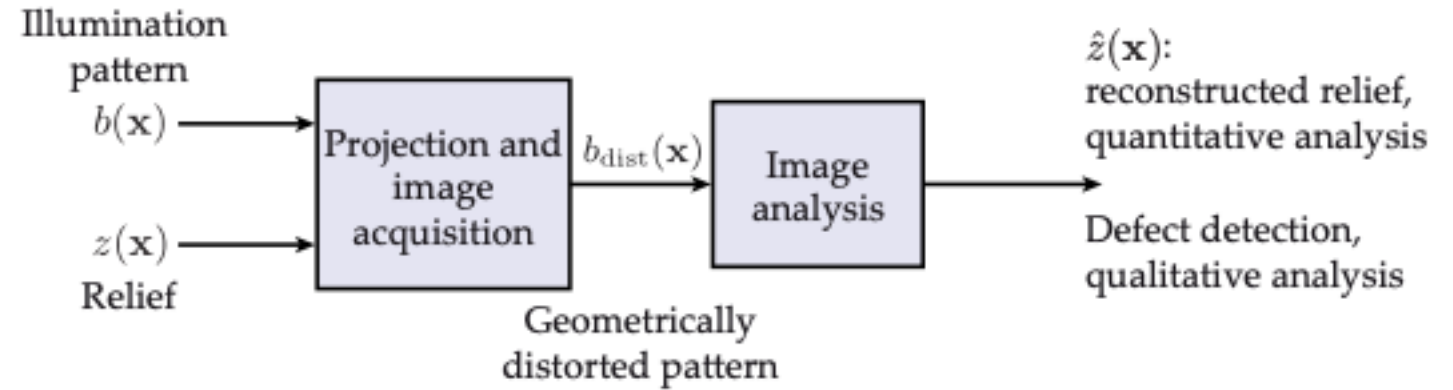 Illumination
pattern
b(x)
z(x)
Relief
Projection and
image
acquisition
b_dist(x)
Geometrically
distorted pattern
Image
analysis
ẑ(x):
reconstructed relief,
quantitative analysis
Defect detection,
qualitative analysis